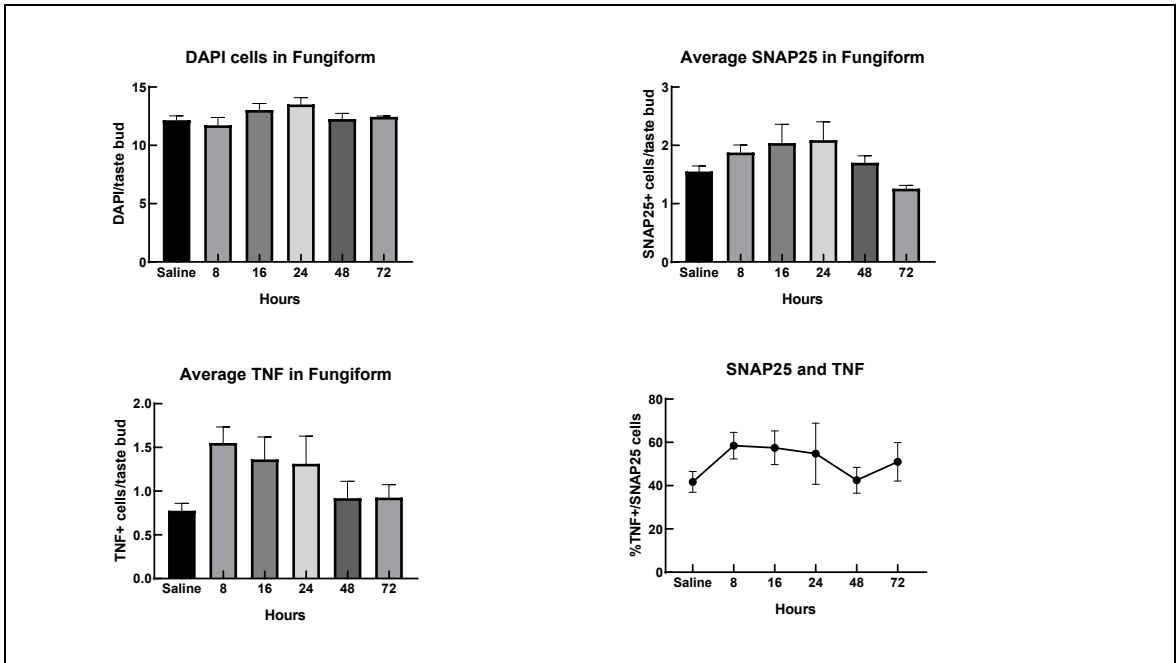 DAPI cells in Fungiform
DAPI/taste bud
15
10
5
0
Saline 8 16 24 48 72
Hours
Average SNAP25 in Fungiform
SNAP25+ cells/taste bud
3
2
1
0
Saline 8 16 24 48 72
Hours
Average TNF in Fungiform
TNF+ cells/taste bud
2.0
1.5
1.0
0.5
0.0
Saline 8 16 24 48 72
Hours
SNAP25 and TNF
%TNF+/SNAP25 cells
80
60
40
20
0
Saline 8 16 24 48 72
Hours